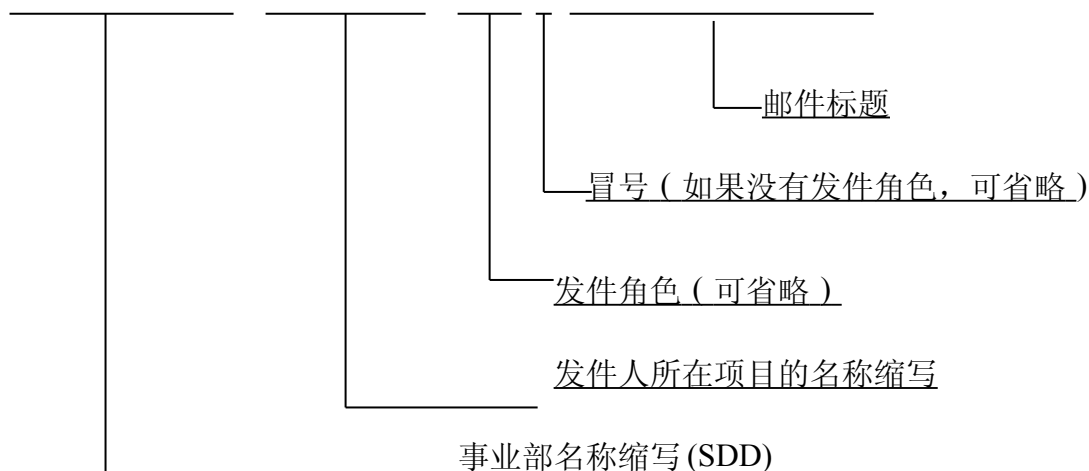 邮件标题
冒号 ( 如果没有发件角色，可省略 )
发件角色 ( 可省略 )
发件人所在项目的名称缩写
事业部名称缩写 (SDD)